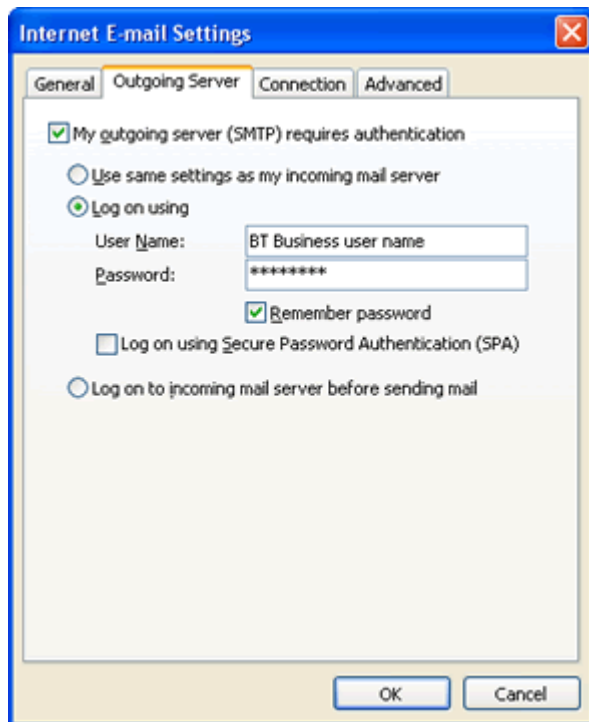 Internet E-mail Settings
General Outgoing Server Connection Advanced
My outgoing server (SMTP) requires authentication
Use same settings as my incoming mail server
Log on using
User Name: BT Business user name
Password: ********
Remember password
Log on using Secure Password Authentication (SPA)
Log on to incoming mail server before sending mail
OK Cancel